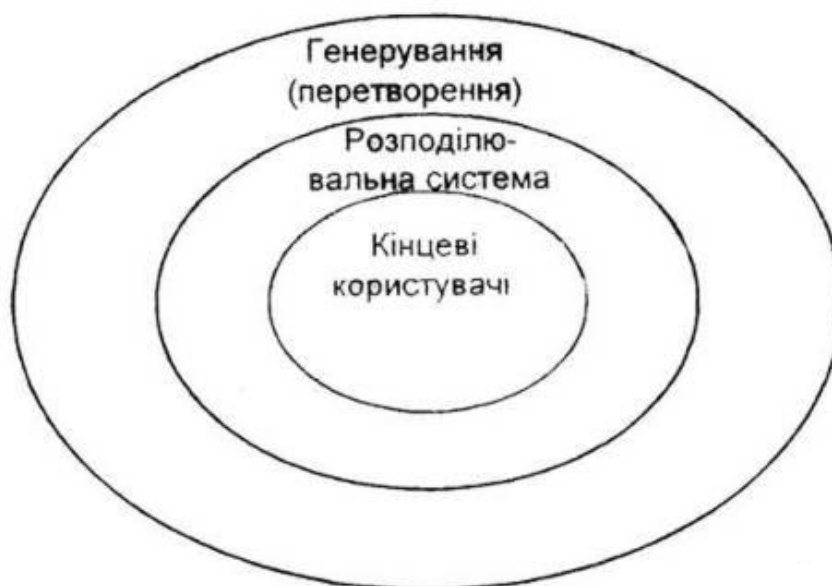 Генерування
(перетворення)
Розподілю-
вальна система
Кінцеві
користувачі